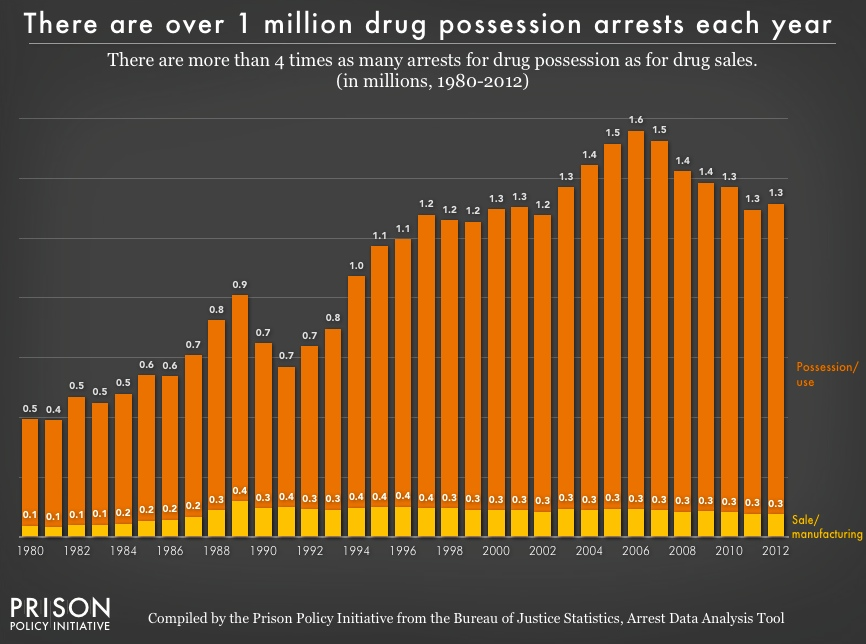 There are over 1 million drug possession arrests each year
There are more than 4 times as many arrests for drug possession as for drug sales.
(in millions, 1980-2012)
0.5 0.4 0.5 0.5 0.5 0.6 0.6 0.7 0.8 0.9 0.7 0.7 0.7 0.8 1.0 1.1 1.1 1.2 1.2 1.2 1.3 1.3 1.2 1.3 1.4 1.5 1.6 1.5 1.4 1.4 1.3 1.3 1.3
Possession/
use
0.1 0.1 0.1 0.1 0.2 0.2 0.2 0.2 0.3 0.4 0.3 0.4 0.3 0.3 0.4 0.4 0.4 0.4 0.3 0.3 0.3 0.3 0.3 0.3 0.3 0.3 0.3 0.3 0.3 0.3 0.3 0.3 0.3
Sale/
manufacturing
1980 1982 1984 1986 1988 1990 1992 1994 1996 1998 2000 2002 2004 2006 2008 2010 2012
PRISON
POLICY INITIATIVE
Compiled by the Prison Policy Initiative from the Bureau of Justice Statistics, Arrest Data Analysis Tool